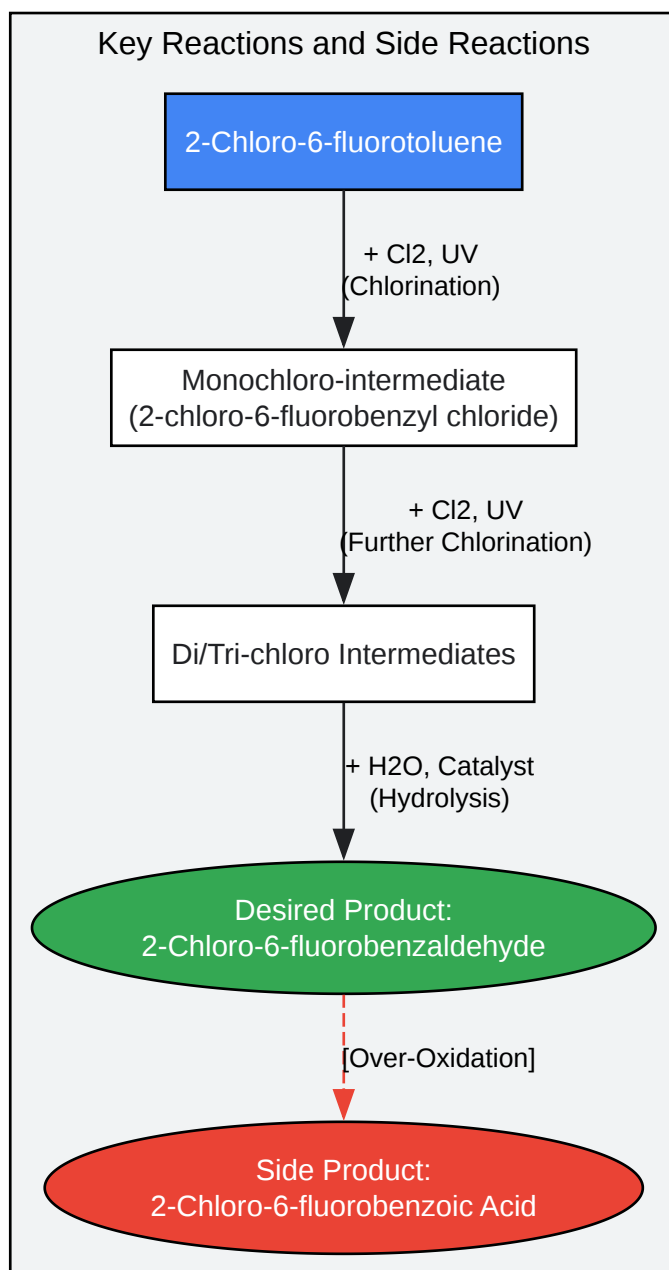 Key Reactions and Side Reactions
2-Chloro-6-fluorotoluene
+ Cl2, UV
(Chlorination)
Monochloro-intermediate
(2-chloro-6-fluorobenzyl chloride)
+ Cl2, UV
(Further Chlorination)
Di/Tri-chloro Intermediates
+ H2O, Catalyst
(Hydrolysis)
Desired Product:
2-Chloro-6-fluorobenzaldehyde
[Over-Oxidation]
Side Product:
2-Chloro-6-fluorobenzoic Acid